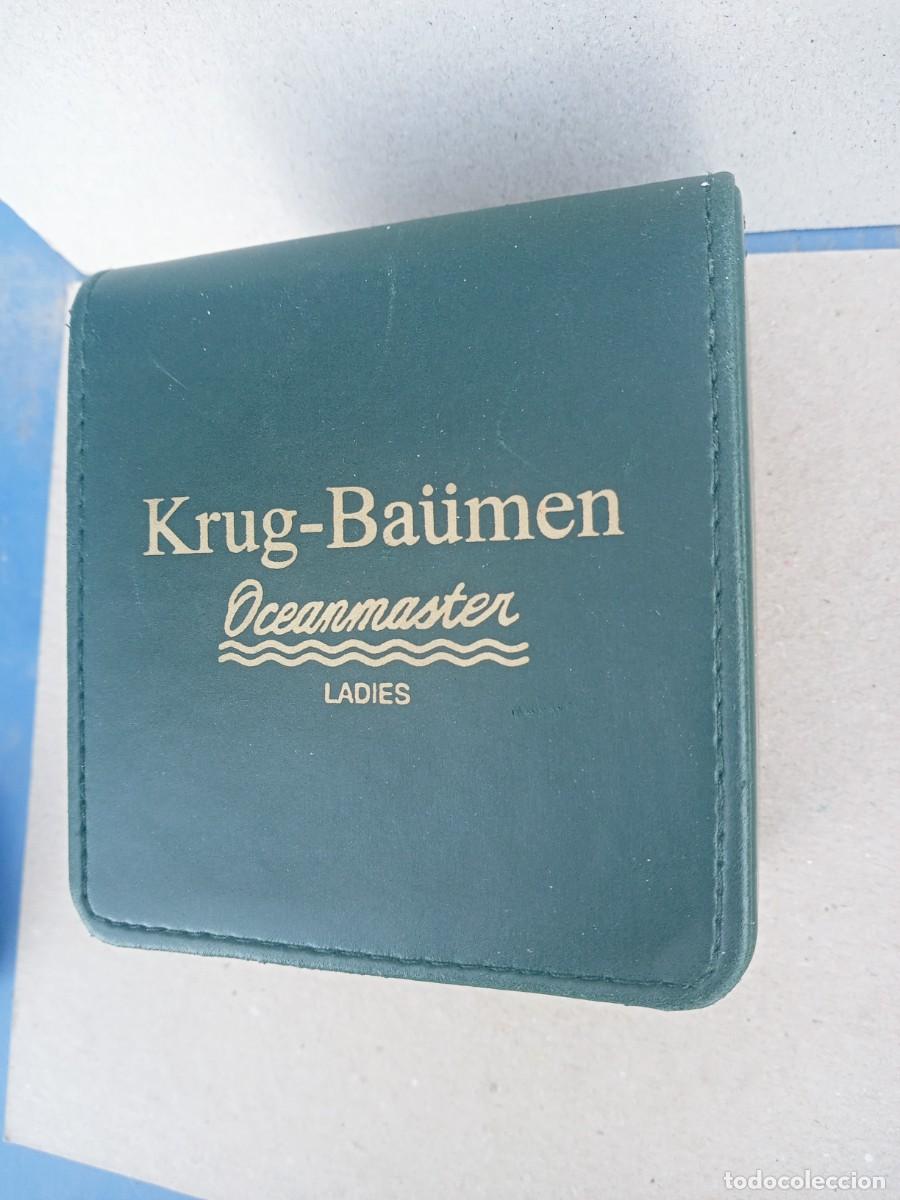 Krug-Baümen
Oceanmaster
LADIES
todocoleccion